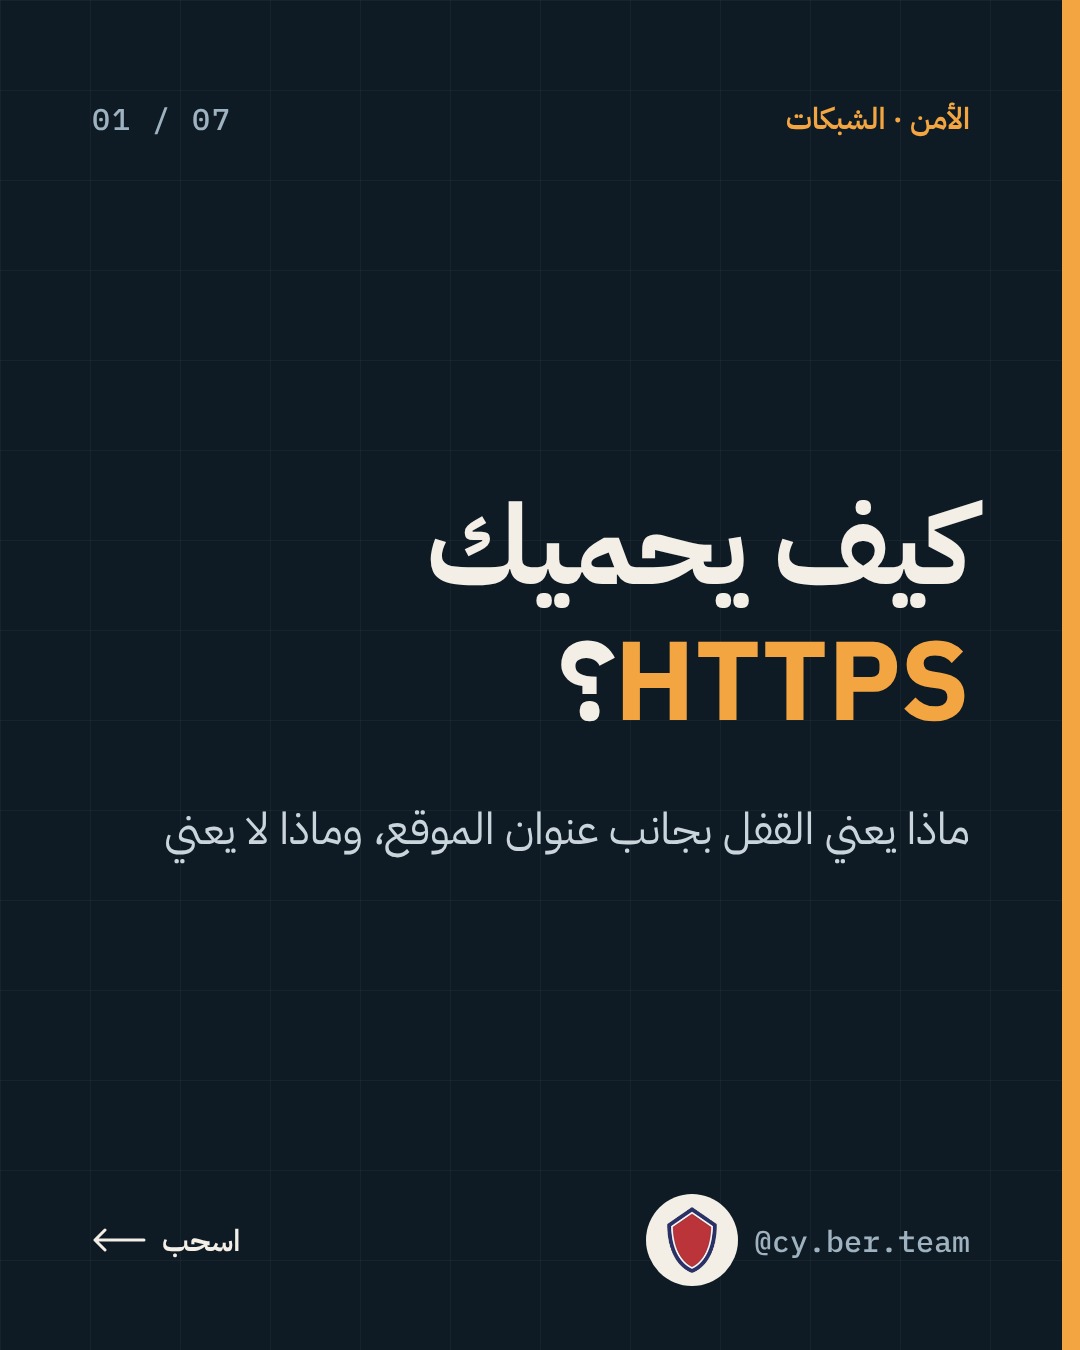 الأمن · الشبكات
01 / 07
كيف يحميك
HTTPS؟
ماذا يعني القفل بجانب عنوان الموقع، وماذا لا يعني
@cy.ber.team
اسحب ←